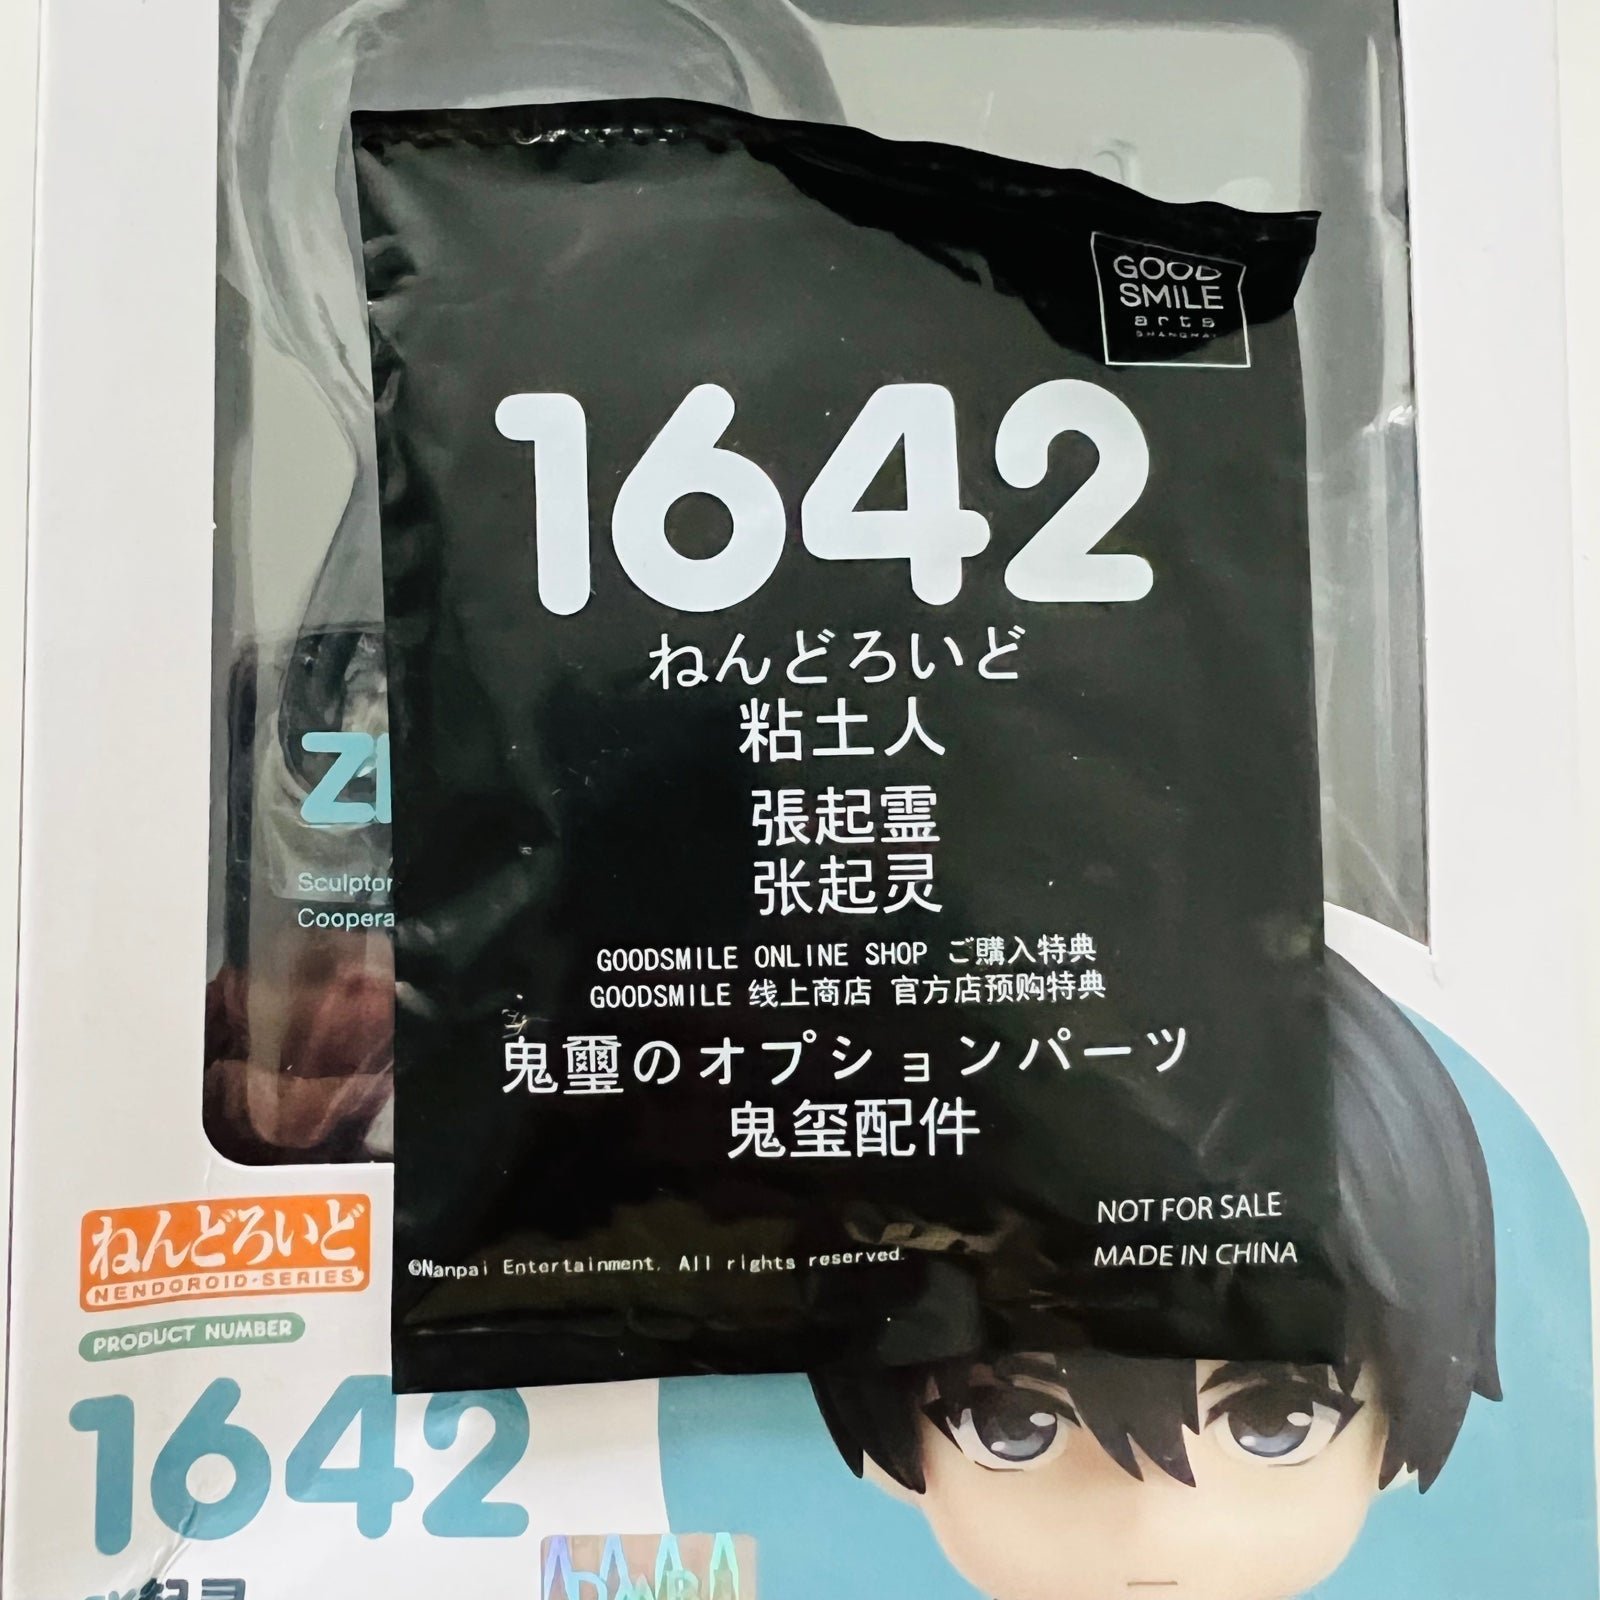 GOOD
SMILE
arts
SHANGHAI
1642
ねんどろいど
粘土人
張起霊
张起灵
GOODSMILE ONLINE SHOP ご購入特典
GOODSMILE 线上商店 官方店预购特典
鬼璽のオプションパーツ
鬼玺配件
NOT FOR SALE
MADE IN CHINA
©Nanpai Entertainment. All rights reserved.
Sculptor
Coopera
ねんどろいど
NENDOROID·SERIES
PRODUCT NUMBER
1642